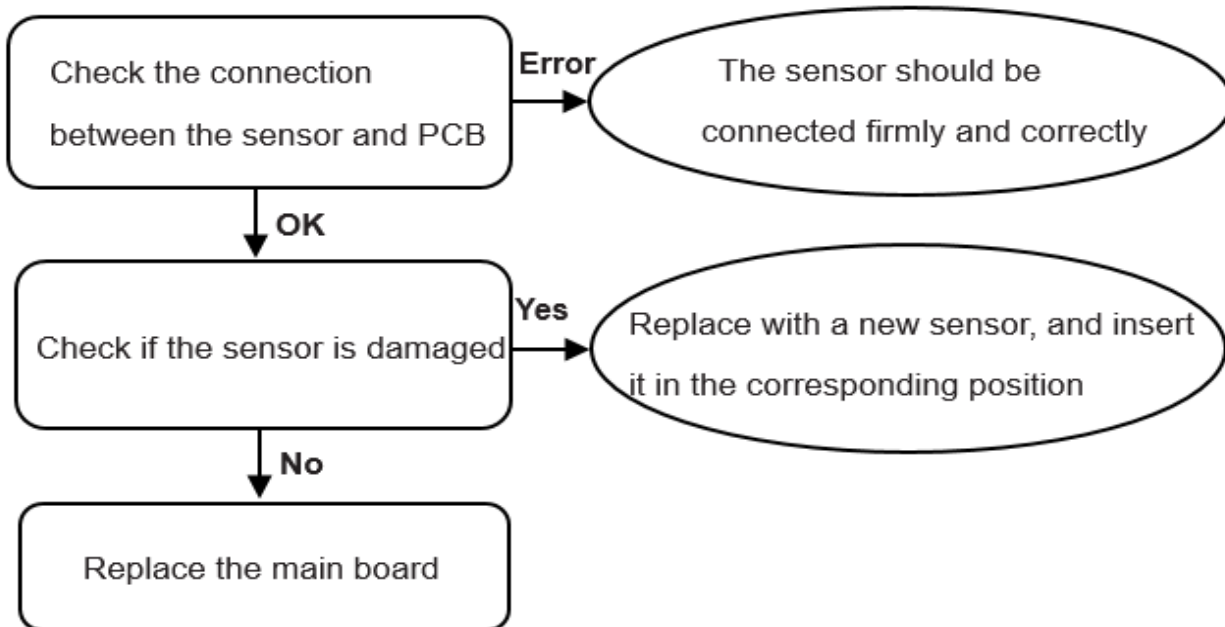 Check the connection
between the sensor and PCB
Error
The sensor should be
connected firmly and correctly
OK
Check if the sensor is damaged
Yes
Replace with a new sensor, and insert
it in the corresponding position
No
Replace the main board